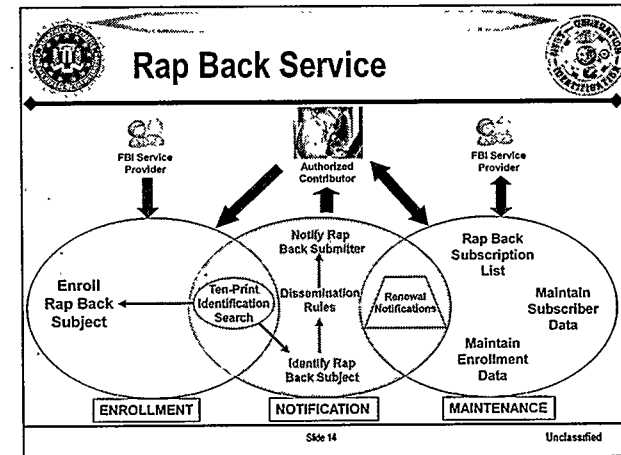 Rap Back Service
FBI Service
Provider
Authorized
Contributor
FBI Service
Provider
Enroll
Rap Back
Subject
Ten-Print
Identification
Search
Notify Rap
Back Submitter
Dissemination
Rules
Identify Rap
Back Subject
Renewal
Notifications
Rap Back
Subscription
List
Maintain
Subscriber
Data
Maintain
Enrollment
Data
ENROLLMENT
NOTIFICATION
MAINTENANCE
Slide 14
Unclassified